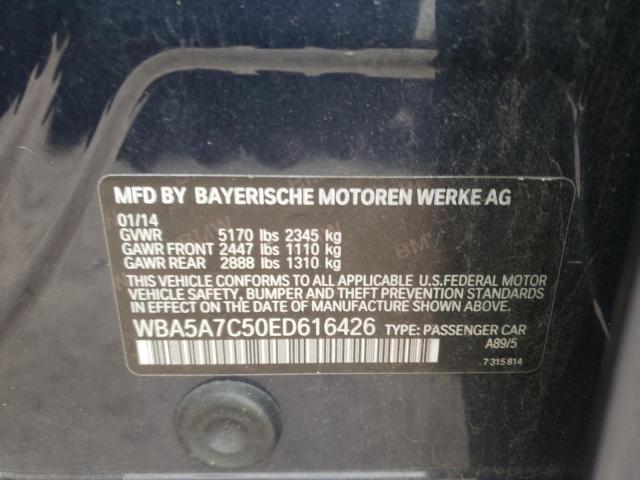 MFD BY BAYERISCHE MOTOREN WERKE AG
01/14
GVWR 5170 lbs 2345 kg
GAWR FRONT 2447 lbs 1110 kg
GAWR REAR 2888 lbs 1310 kg
THIS VEHICLE CONFORMS TO ALL APPLICABLE U.S.FEDERAL MOTOR
VEHICLE SAFETY, BUMPER AND THEFT PREVENTION STANDARDS
IN EFFECT ON THE DATE OF MANUFACTURE SHOWN ABOVE.
WBA5A7C50ED616426 TYPE: PASSENGER CAR
A89/5
7 315 814